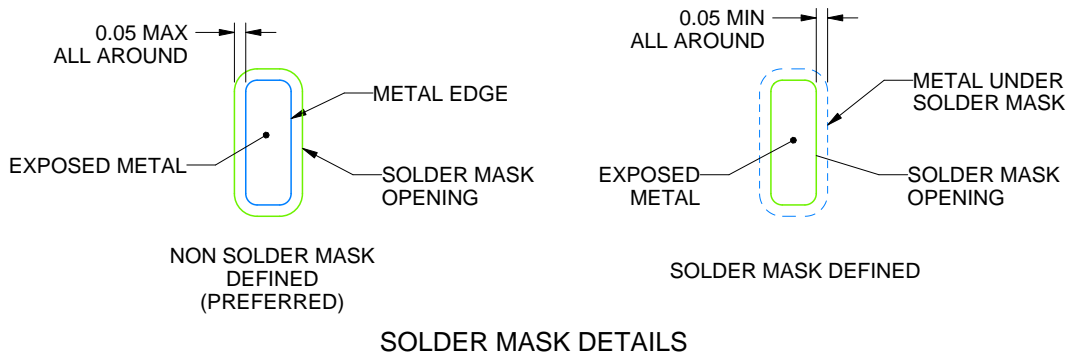 0.05 MAX
ALL AROUND
METAL EDGE
EXPOSED METAL
SOLDER MASK
OPENING
NON SOLDER MASK
DEFINED
(PREFERRED)
0.05 MIN
ALL AROUND
METAL UNDER
SOLDER MASK
EXPOSED
METAL
SOLDER MASK
OPENING
SOLDER MASK DEFINED
SOLDER MASK DETAILS